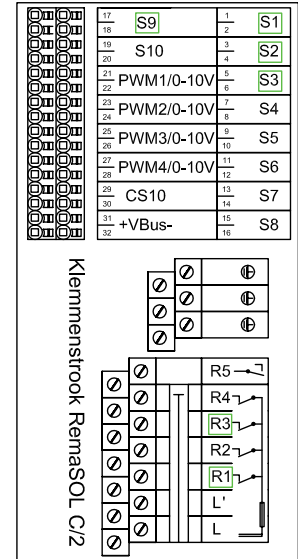 17 S9 1 S1
18 2
19 S10 3 S2
20 4
21 PWM1/0-10V 5 S3
22 6
23 PWM2/0-10V 7 S4
24 8
25 PWM3/0-10V 9 S5
26 10
27 PWM4/0-10V 11 S6
28 12
29 CS10 13 S7
30 14
31 +VBus- 15 S8
32 16
Klemmenstrook RemaSOL C/2
R5
R4
R3
R2
R1
L'
L